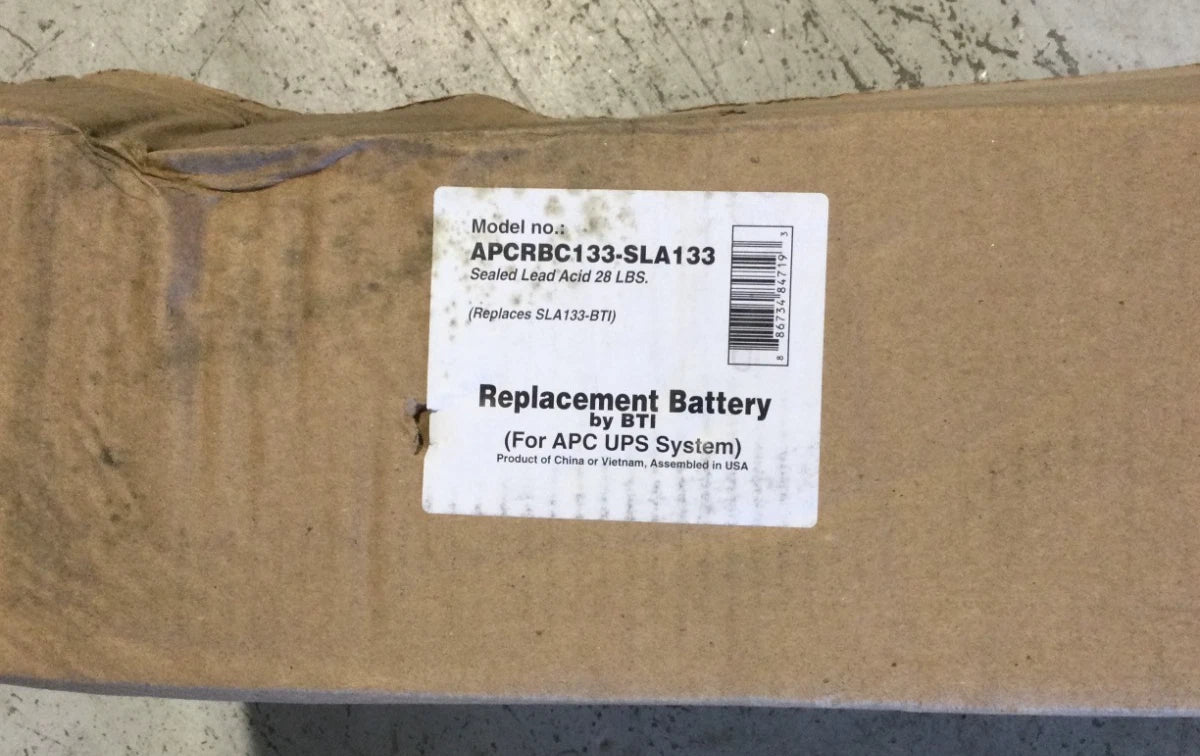 Model no.:
APCRBC133-SLA133
Sealed Lead Acid 28 LBS.
(Replaces SLA133-BTI)
8 86734 84719 3
Replacement Battery
by BTI
(For APC UPS System)
Product of China or Vietnam, Assembled in USA